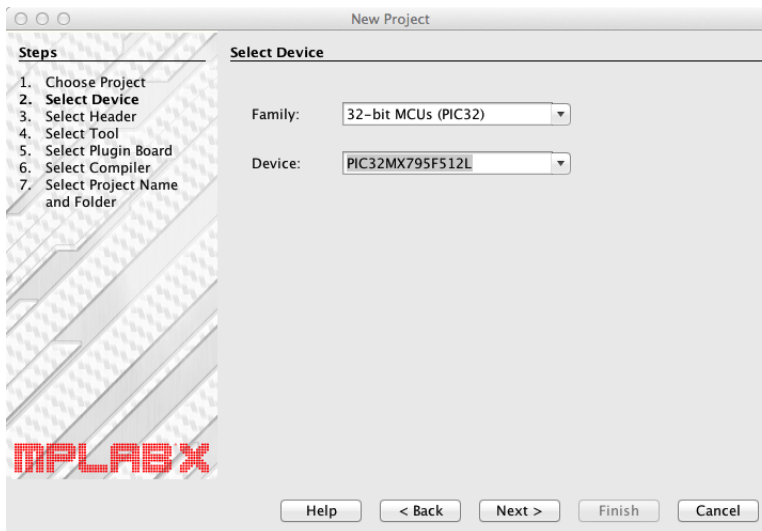 New Project
Steps
1. Choose Project
2. Select Device
3. Select Header
4. Select Tool
5. Select Plugin Board
6. Select Compiler
7. Select Project Name
and Folder
Select Device
Family: 32-bit MCUs (PIC32)
Device: PIC32MX795F512L
MPLAB X
Help < Back Next > Finish Cancel